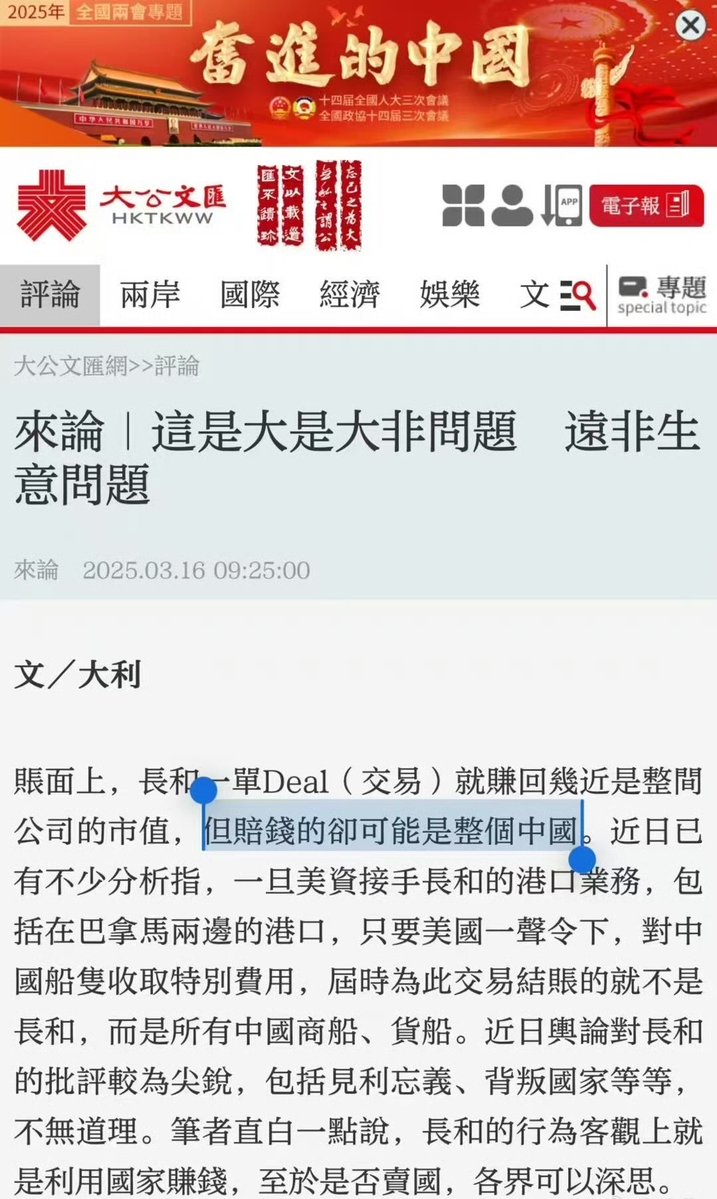 2025年 全國兩會專題
奮進的中國
十四屆全國人大三次會議
全國政協十四屆三次會議
大公文匯
HKTKWW
忘己之為大
無私之謂公
文以載道
匯不饋珍
APP
電子報
評論 兩岸 國際 經濟 娛樂 文 專題
special topic
大公文匯網>>評論
來論｜這是大是大非問題　遠非生
意問題
來論 2025.03.16 09:25:00
文／大利
賬面上，長和一單Deal（交易）就賺回幾近是整間
公司的市值，但賠錢的卻可能是整個中國。近日已
有不少分析指，一旦美資接手長和的港口業務，包
括在巴拿馬兩邊的港口，只要美國一聲令下，對中
國船隻收取特別費用，屆時為此交易結賬的就不是
長和，而是所有中國商船、貨船。近日輿論對長和
的批評較為尖銳，包括見利忘義、背叛國家等等，
不無道理。筆者直白一點說，長和的行為客觀上就
是利用國家賺錢，至於是否賣國，各界可以深思。